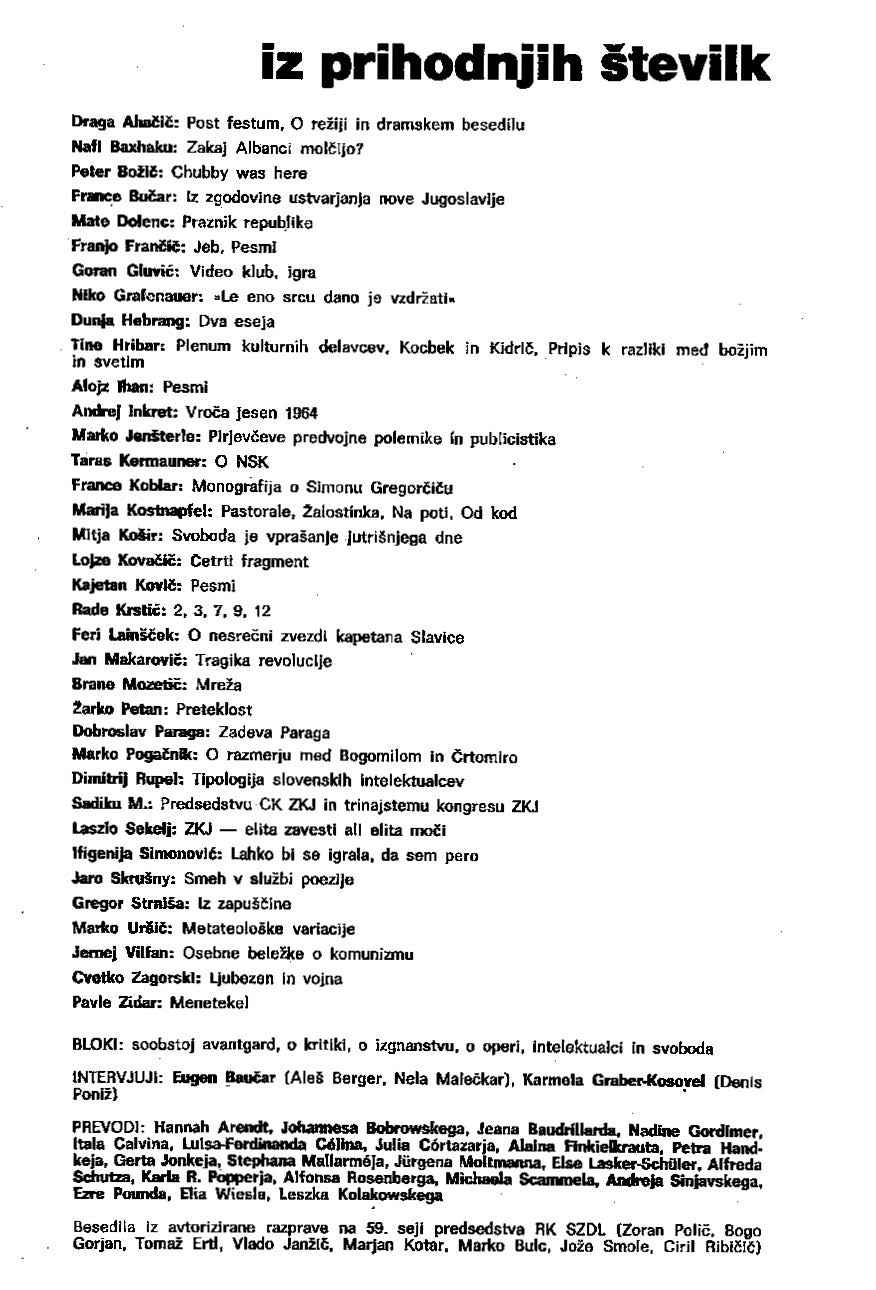 iz prihodnjih številk
Draga Ahačič: Post festum, O režiji in dramskem besedilu
Nafi Baxhaku: Zakaj Albanci molčijo?
Peter Božič: Chubby was here
France Bučar: Iz zgodovine ustvarjanja nove Jugoslavije
Mate Dolenc: Praznik republike
Franjo Frančič: Jeb, Pesmi
Goran Gluvić: Video klub, igra
Niko Grafenauer: »Le eno srcu dano je vzdržati«
Dunja Hebrang: Dva eseja
Tine Hribar: Plenum kulturnih delavcev, Kocbek in Kidrič, Pripis k razliki med božjim
in svetim
Alojz Ihan: Pesmi
Andrej Inkret: Vroča jesen 1964
Marko Jenšterle: Pirjevčeve predvojne polemike in publicistika
Taras Kermauner: O NSK
France Koblar: Monografija o Simonu Gregorčiču
Marija Kostnapfel: Pastorale, Žalostinka, Na poti, Od kod
Mitja Košir: Svoboda je vprašanje jutrišnjega dne
Lojze Kovačič: Četrti fragment
Kajetan Kovič: Pesmi
Rade Krstić: 2, 3, 7, 9, 12
Feri Lainšček: O nesrečni zvezdi kapetana Slavice
Jan Makarovič: Tragika revolucije
Brane Mozetič: Mreža
Žarko Petan: Preteklost
Dobroslav Paraga: Zadeva Paraga
Marko Pogačnik: O razmerju med Bogomilom in Črtomiro
Dimitrij Rupel: Tipologija slovenskih intelektualcev
Sadiku M.: Predsedstvu CK ZKJ in trinajstemu kongresu ZKJ
Laszlo Sekelj: ZKJ — elita zavesti ali elita moči
Ifigenija Simonović: Lahko bi se igrala, da sem pero
Jaro Skrušny: Smeh v službi poezije
Gregor Strniša: Iz zapuščine
Marko Uršič: Metateološke variacije
Jernej Vilfan: Osebne beležke o komunizmu
Cvetko Zagorski: Ljubezen in vojna
Pavle Zidar: Menetekel
BLOKI: soobstoj avantgard, o kritiki, o izgnanstvu, o operi, intelektualci in svoboda
INTERVJUJI: Eugen Baučar (Aleš Berger, Nela Malečkar), Karmela Graber-Kosovel (Denis
Poniž)
PREVODI: Hannah Arendt, Johannesa Bobrowskega, Jeana Baudrillarda, Nadine Gordimer,
Itala Calvina, Luisa-Ferdinanda Célina, Julia Córtazarja, Alaina Finkielkrauta, Petra Hand-
keja, Gerta Jonkeja, Stephana Mallarméja, Jürgena Moltmanna, Else Lasker-Schüler, Alfreda
Schutza, Karla R. Popperja, Alfonsa Rosenberga, Michaela Scammela, Andreja Sinjavskega,
Ezre Pounda, Elia Wiesla, Leszka Kolakowskega
Besedila iz avtorizirane razprave na 59. seji predsedstva RK SZDL (Zoran Polič, Bogo
Gorjan, Tomaž Ertl, Vlado Janžič, Marjan Kotar, Marko Bulc, Jože Smole, Ciril Ribičič)